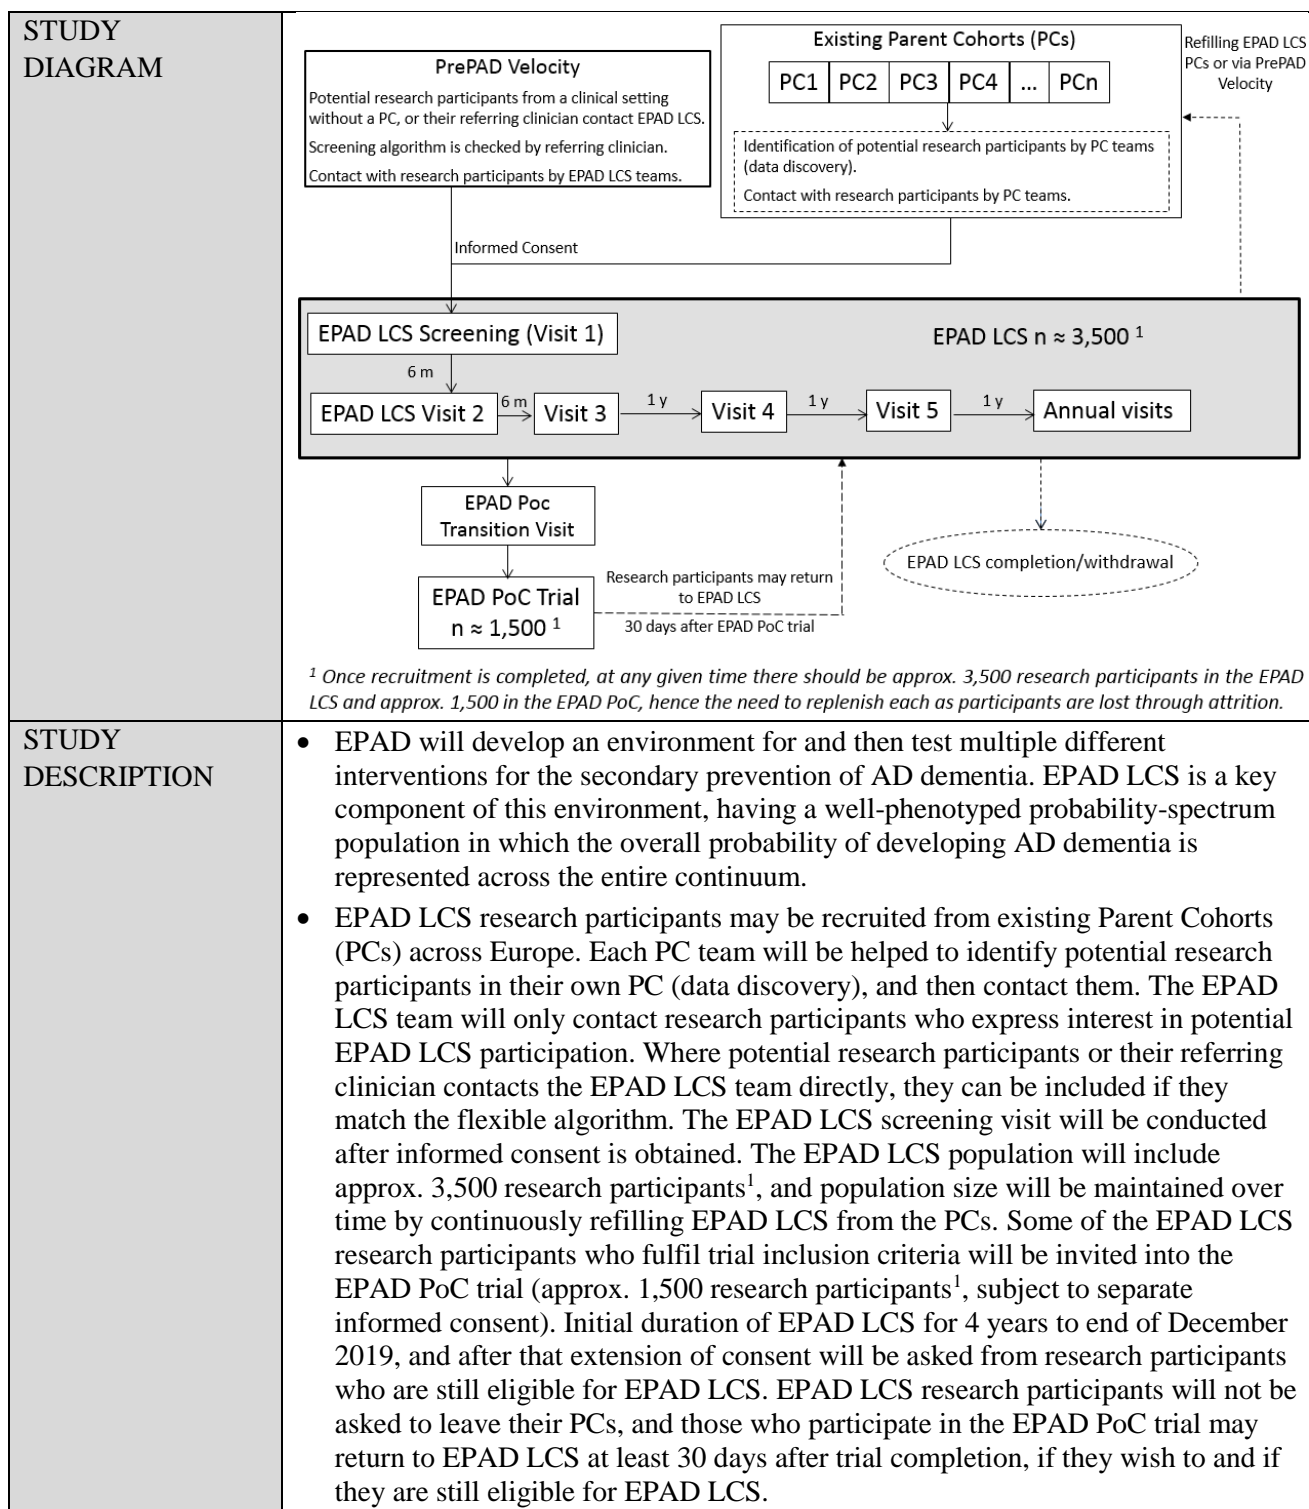 STUDY
DIAGRAM
PrePAD Velocity
Potential research participants from a clinical setting
without a PC, or their referring clinician contact EPAD LCS.
Screening algorithm is checked by referring clinician.
Contact with research participants by EPAD LCS teams.
Existing Parent Cohorts (PCs)
PC1 PC2 PC3 PC4 ... PCn
Identification of potential research participants by PC teams
(data discovery).
Contact with research participants by PC teams.
Refilling EPAD LCS
PCs or via PrePAD
Velocity
Informed Consent
EPAD LCS Screening (Visit 1)
EPAD LCS n ≈ 3,500 ¹
6 m
EPAD LCS Visit 2
6 m
Visit 3
1 y
Visit 4
1 y
Visit 5
1 y
Annual visits
EPAD Poc
Transition Visit
EPAD PoC Trial
n ≈ 1,500 ¹
Research participants may return
to EPAD LCS
30 days after EPAD PoC trial
EPAD LCS completion/withdrawal
¹ Once recruitment is completed, at any given time there should be approx. 3,500 research participants in the EPAD
LCS and approx. 1,500 in the EPAD PoC, hence the need to replenish each as participants are lost through attrition.
STUDY
DESCRIPTION
• EPAD will develop an environment for and then test multiple different
interventions for the secondary prevention of AD dementia. EPAD LCS is a key
component of this environment, having a well-phenotyped probability-spectrum
population in which the overall probability of developing AD dementia is
represented across the entire continuum.
• EPAD LCS research participants may be recruited from existing Parent Cohorts
(PCs) across Europe. Each PC team will be helped to identify potential research
participants in their own PC (data discovery), and then contact them. The EPAD
LCS team will only contact research participants who express interest in potential
EPAD LCS participation. Where potential research participants or their referring
clinician contacts the EPAD LCS team directly, they can be included if they
match the flexible algorithm. The EPAD LCS screening visit will be conducted
after informed consent is obtained. The EPAD LCS population will include
approx. 3,500 research participants¹, and population size will be maintained over
time by continuously refilling EPAD LCS from the PCs. Some of the EPAD LCS
research participants who fulfil trial inclusion criteria will be invited into the
EPAD PoC trial (approx. 1,500 research participants¹, subject to separate
informed consent). Initial duration of EPAD LCS for 4 years to end of December
2019, and after that extension of consent will be asked from research participants
who are still eligible for EPAD LCS. EPAD LCS research participants will not be
asked to leave their PCs, and those who participate in the EPAD PoC trial may
return to EPAD LCS at least 30 days after trial completion, if they wish to and if
they are still eligible for EPAD LCS.